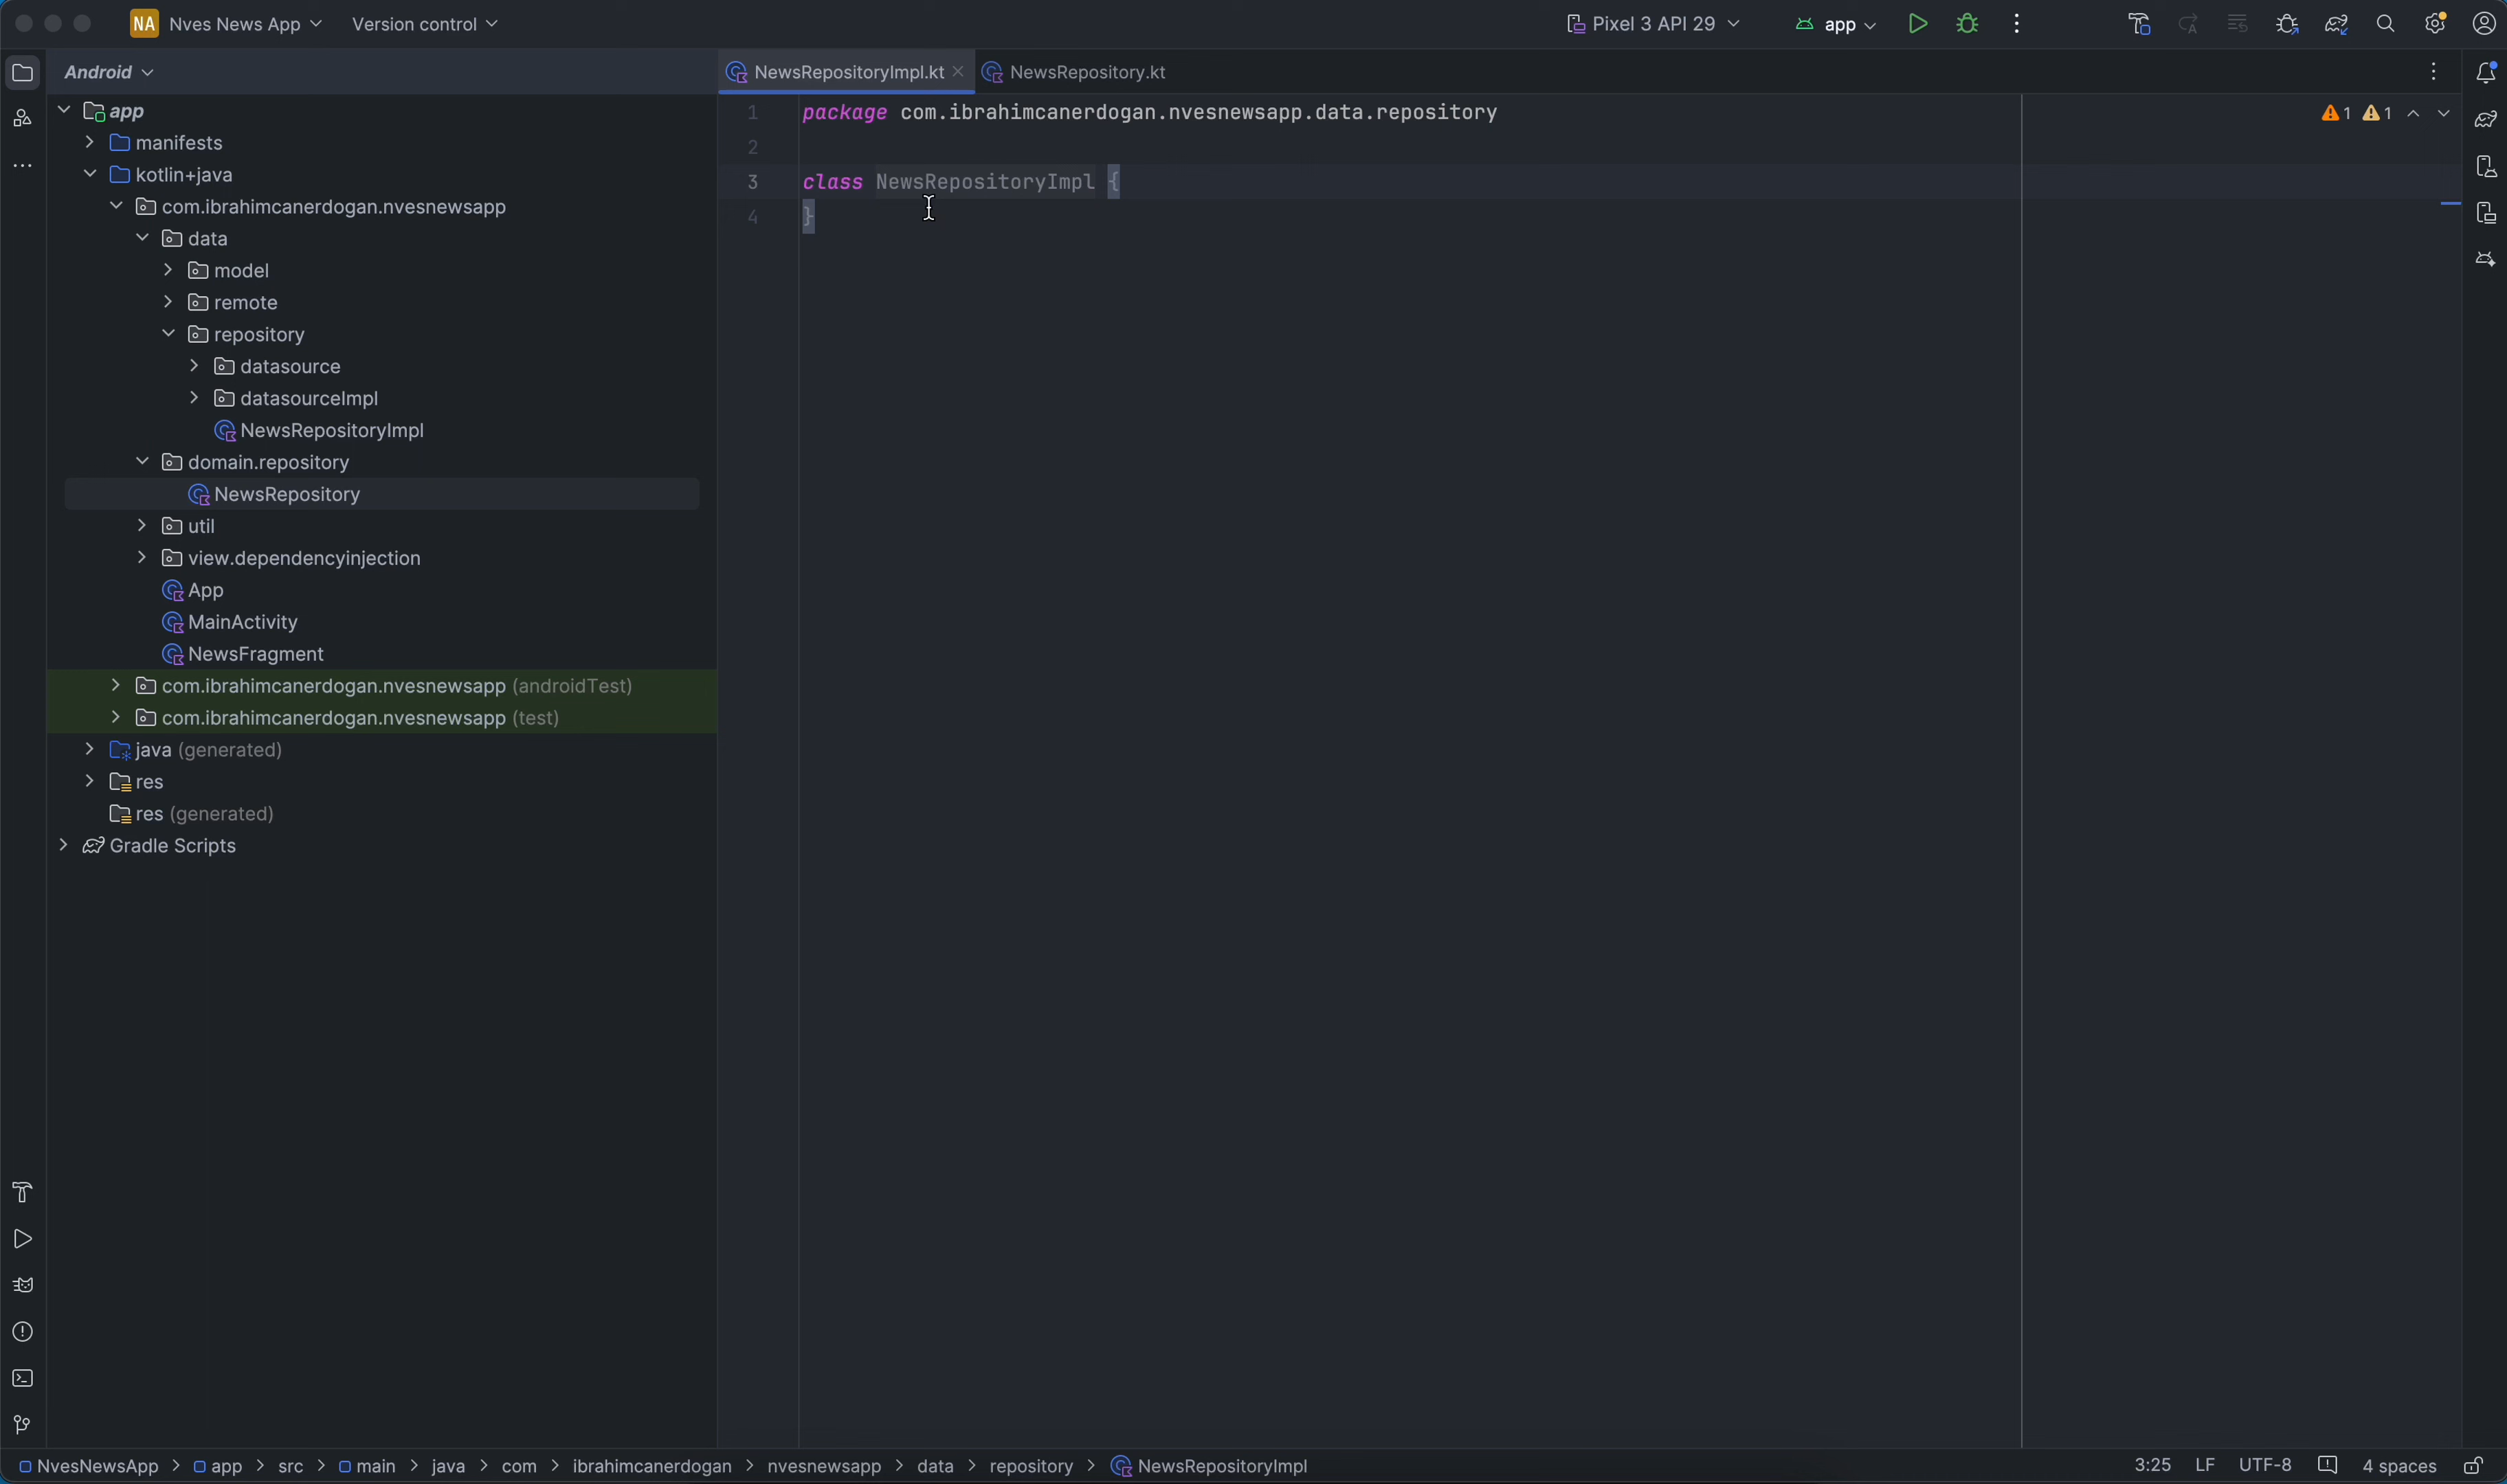 NA Nves News App Version control Pixel 3 API 29 app
Android
NewsRepositoryImpl.kt NewsRepository.kt
app
manifests
kotlin+java
com.ibrahimcanerdogan.nvesnewsapp
data
model
remote
repository
datasource
datasourceImpl
NewsRepositoryImpl
domain.repository
NewsRepository
util
view.dependencyinjection
App
MainActivity
NewsFragment
com.ibrahimcanerdogan.nvesnewsapp (androidTest)
com.ibrahimcanerdogan.nvesnewsapp (test)
java (generated)
res
res (generated)
Gradle Scripts
1 package com.ibrahimcanerdogan.nvesnewsapp.data.repository
2
3 class NewsRepositoryImpl {
4 }
1 1
NvesNewsApp > app > src > main > java > com > ibrahimcanerdogan > nvesnewsapp > data > repository > NewsRepositoryImpl
3:25 LF UTF-8 4 spaces